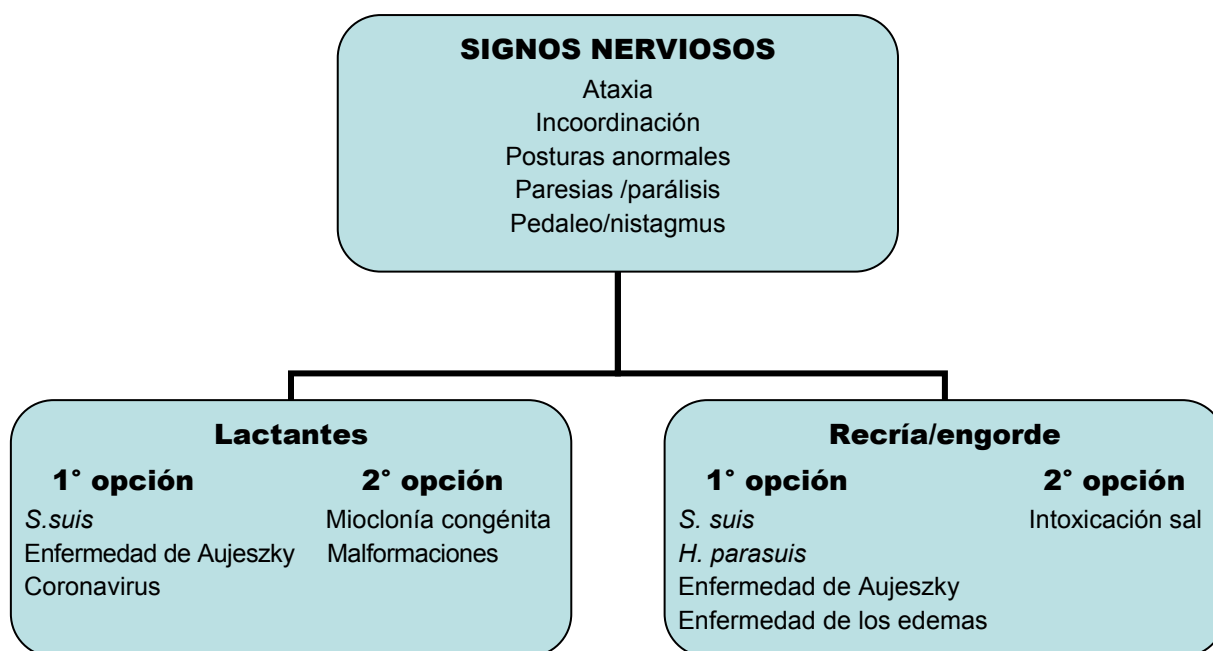 SIGNOS NERVIOSOS
Ataxia
Incoordinación
Posturas anormales
Paresias /parálisis
Pedaleo/nistagmus
Lactantes
1° opción
S.suis
Enfermedad de Aujeszky
Coronavirus
2° opción
Mioclonía congénita
Malformaciones
Recría/engorde
1° opción
S. suis
H. parasuis
Enfermedad de Aujeszky
Enfermedad de los edemas
2° opción
Intoxicación sal